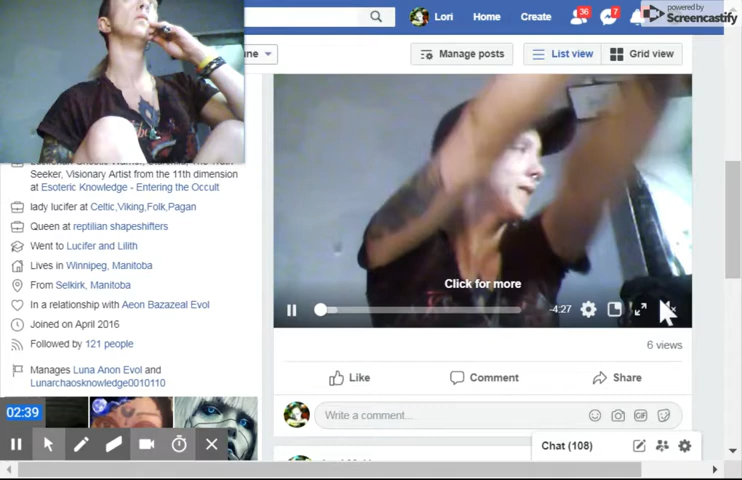 powered by
Screencastify
Lori
Home
Create
36
7
ne
Manage posts
List view
Grid view
Seeker, Visionary Artist from the 11th dimension
at Esoteric Knowledge - Entering the Occult
lady lucifer at Celtic,Viking,Folk,Pagan
Queen at reptilian shapeshifters
Went to Lucifer and Lilith
Lives in Winnipeg, Manitoba
From Selkirk, Manitoba
In a relationship with Aeon Bazazeal Evol
Joined on April 2016
Followed by 121 people
Manages Luna Anon Evol and
Lunarchaosknowledge0010110
Click for more
-4:27
6 views
Like
Comment
Share
Write a comment...
GIF
02:39
Chat (108)